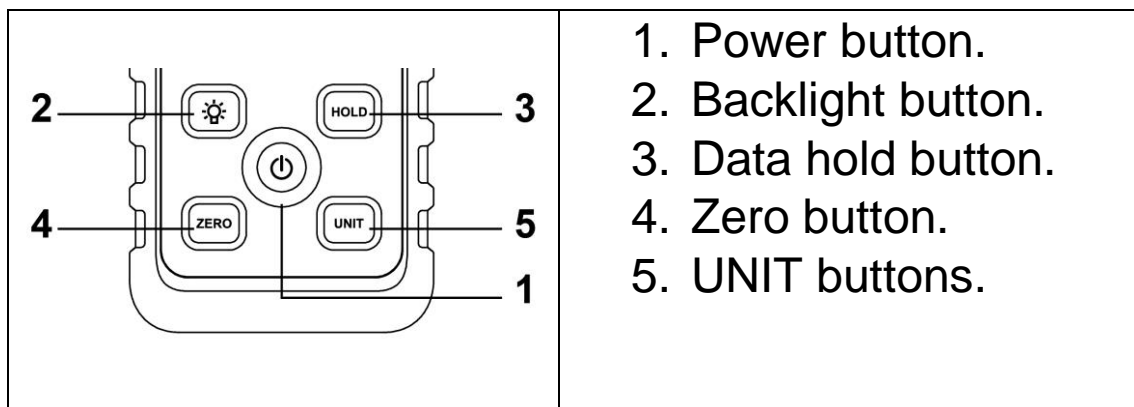 2
HOLD
3
4
ZERO
UNIT
5
1
1. Power button.
2. Backlight button.
3. Data hold button.
4. Zero button.
5. UNIT buttons.